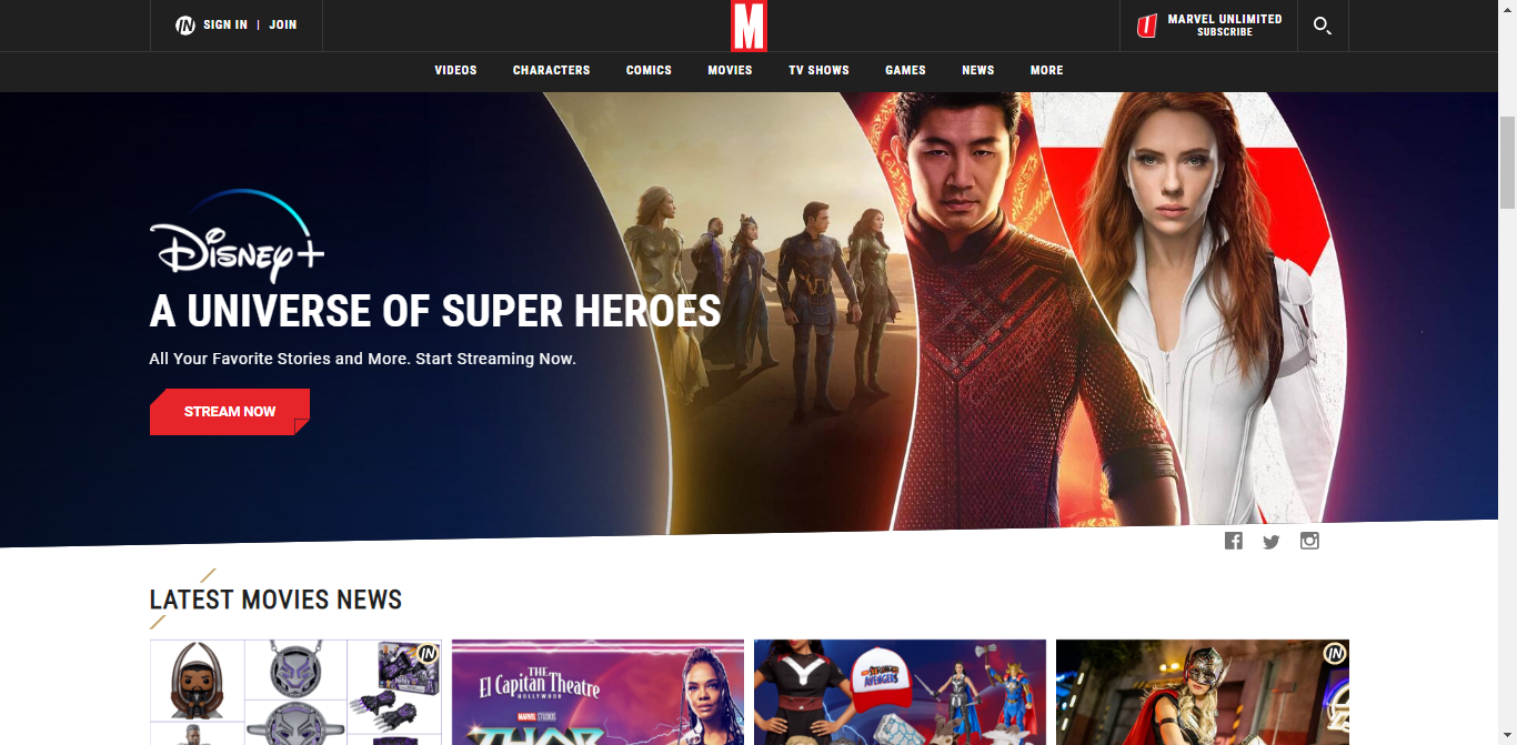 IN SIGN IN | JOIN
M
MARVEL UNLIMITED
SUBSCRIBE
VIDEOS CHARACTERS COMICS MOVIES TV SHOWS GAMES NEWS MORE
Disney+
A UNIVERSE OF SUPER HEROES
All Your Favorite Stories and More. Start Streaming Now.
STREAM NOW
LATEST MOVIES NEWS
IN
THE
El Capitan Theatre
HOLLYWOOD
MARVEL STUDIOS
THOR
STRONGEST
AVENGERS
IN